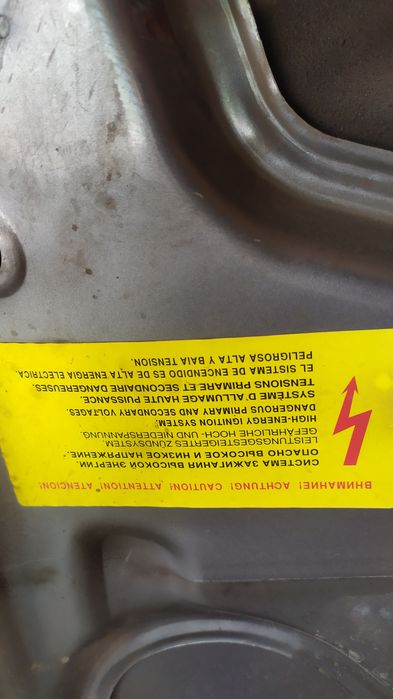 ВНИМАНИЕ! ACHTUNG! CAUTION! ATTENTION! ATENCION!
СИСТЕМА ЗАЖИГАНИЯ ВЫСОКОЙ ЭНЕРГИИ.
ОПАСНО ВЫСОКОЕ И НИЗКОЕ НАПРЯЖЕНИЕ.
LEISTUNGSGESTEIGERTES ZÜNDSYSTEM.
GEFÄHRLICHE HOCH- UND NIEDERSPANNUNG
HIGH-ENERGY IGNITION SYSTEM.
DANGEROUS PRIMARY AND SECONDARY VOLTAGES.
SYSTÉME D'ALLUMAGE HAUTE PUISSANCE.
TENSIONS PRIMARE ET SECONDAIRE DANGEREUSES.
EL SISTEMA DE ENCENDIDO ES DE ALTA ENERGIA ELECTRICA.
PELIGROSA ALTA Y BAJA TENSION.